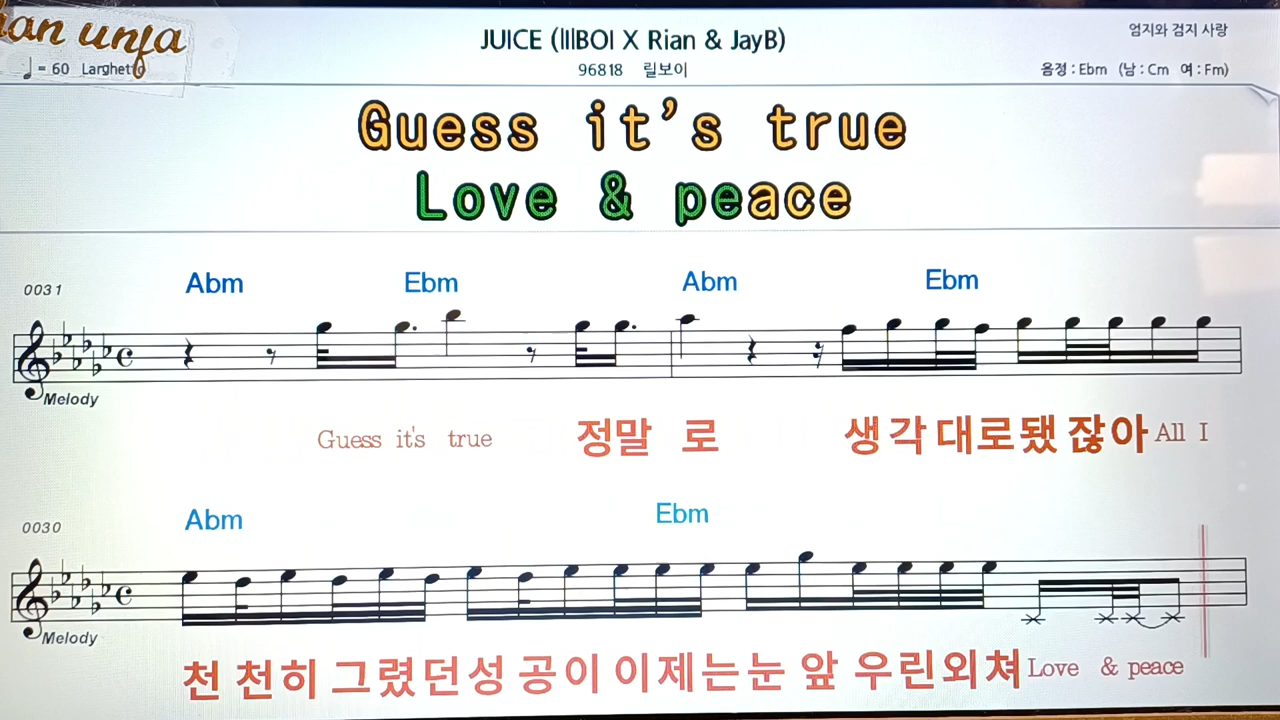 an unfa
JUICE (lIlBOI X Rian & JayB)
엄지와 검지 사랑
♩ = 60 Larghetto
96818 릴보이
음정 : Ebm (남 : Cm 여 : Fm)
Guess it's true
Love & peace
0031
Abm Ebm Abm Ebm
Melody
Guess it's true 정말 로 생각대로됐잖아 All I
0030
Abm Ebm
Melody
천 천히 그렸던성 공이 이제는눈 앞 우린외쳐 Love & peace